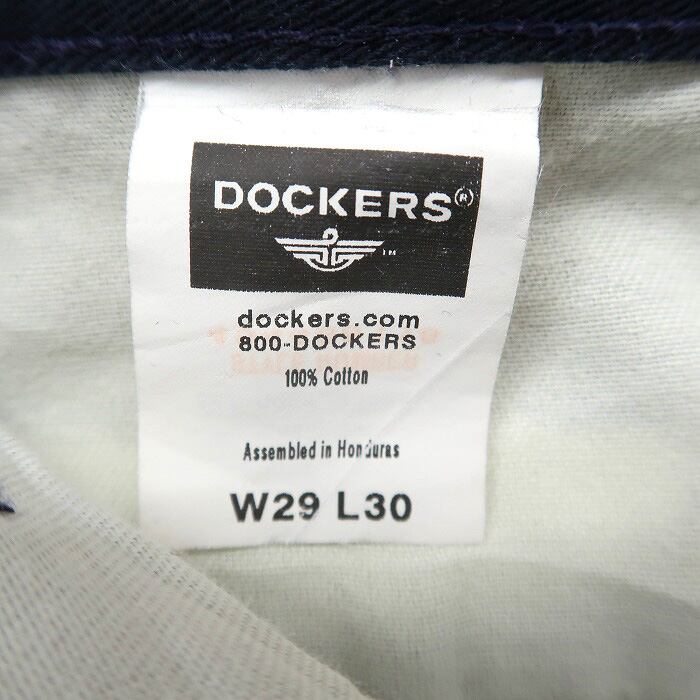 DOCKERS®
™
dockers.com
800-DOCKERS
100% Cotton
Assembled in Honduras
W29 L30